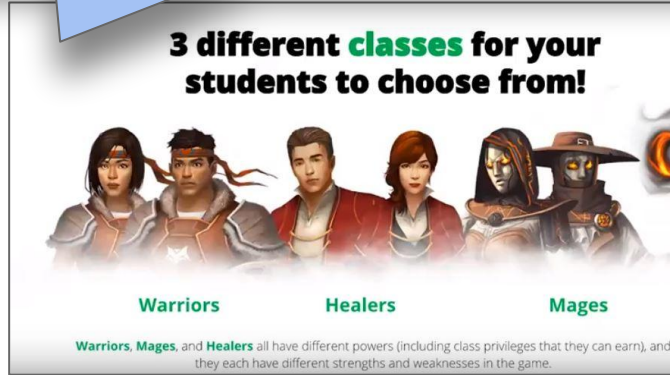 3 different classes for your
students to choose from!
Warriors Healers Mages
Warriors, Mages, and Healers all have different powers (including class privileges that they can earn), and
they each have different strengths and weaknesses in the game.